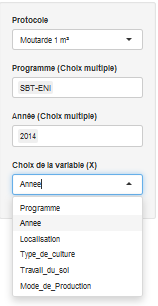 Protocole
Moutarde 1 m²
Programme (Choix multiple)
SBT-ENI
Année (Choix multiple)
2014
Choix de la variable (X)
Annee
Programme
Annee
Localisation
Type_de_culture
Travail_du_sol
Mode_de_Production